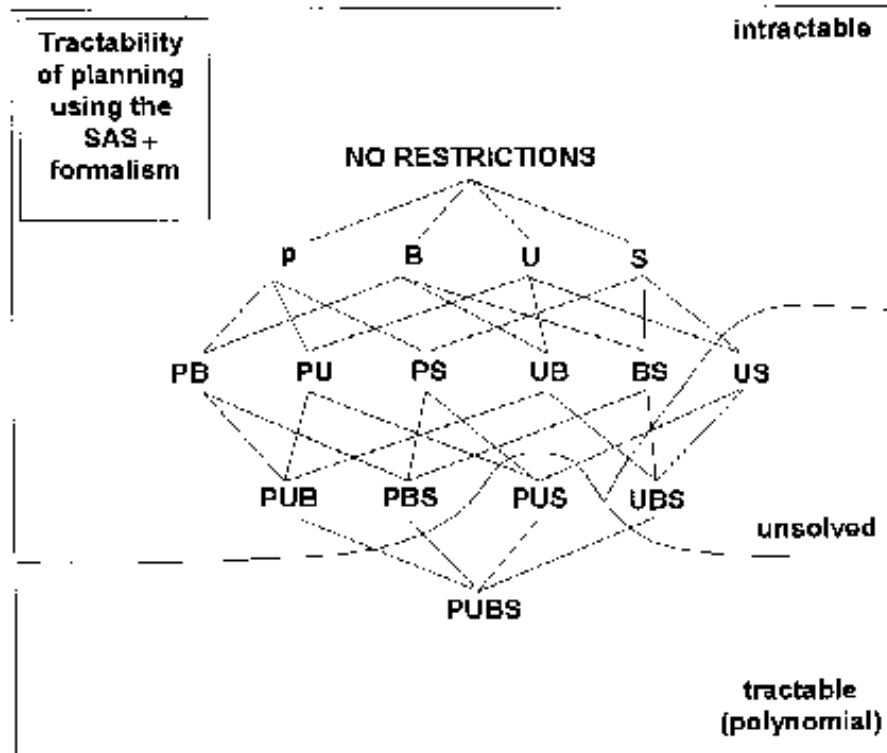 Tractability
of planning
using the
SAS+
formalism
intractable
NO RESTRICTIONS
P B U S
PB PU PS UB BS US
PUB PBS PUS UBS
unsolved
PUBS
tractable
(polynomial)